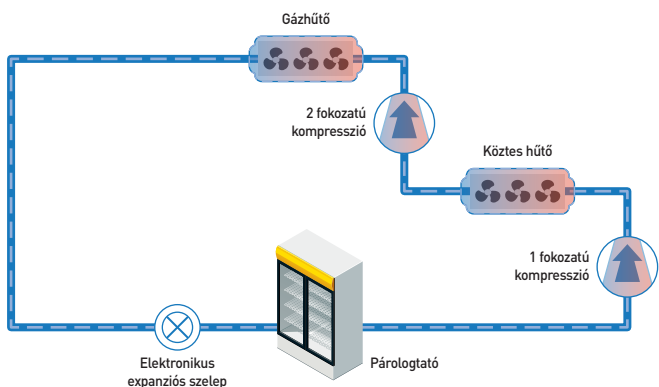 Gázhűtő
2 fokozatú
kompresszió
Köztes hűtő
1 fokozatú
kompresszió
Elektronikus
expanziós szelep
Párologtató